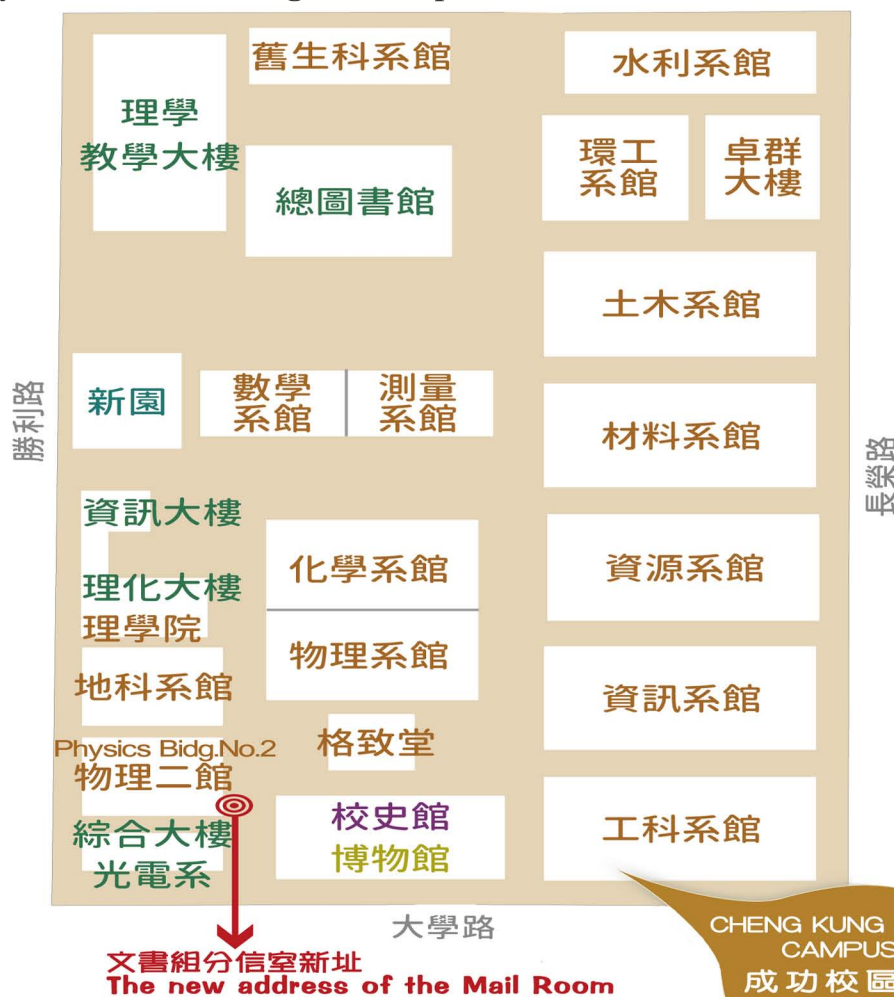 舊生科系館
水利系館
理學
教學大樓
環工
系館
卓群
大樓
總圖書館
土木系館
勝利路
新園
數學
系館
測量
系館
材料系館
長榮路
資訊大樓
化學系館
資源系館
理化大樓
理學院
物理系館
地科系館
資訊系館
Physics Bidg.No.2
物理二館
格致堂
校史館
博物館
工科系館
綜合大樓
光電系
大學路
CHENG KUNG
CAMPUS
成功校區
文書組分信室新址
The new address of the Mail Room